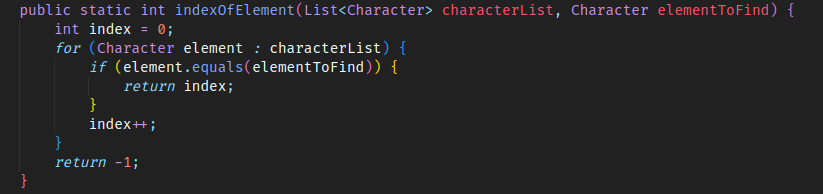 public static int indexOfElement(List<Character> characterList, Character elementToFind) {
    int index = 0;
    for (Character element : characterList) {
        if (element.equals(elementToFind)) {
            return index;
        }
        index++;
    }
    return -1;
}